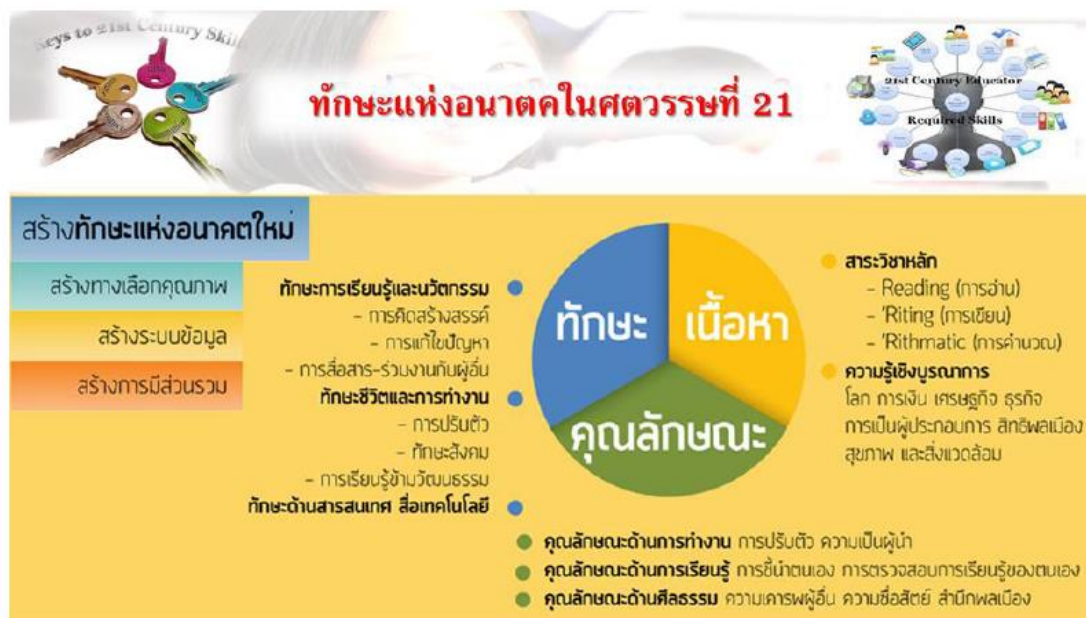 Keys to 21st Century Skills
ทักษะแห่งอนาตคในศตวรรษที่ 21
21st Century Educator
Required Skills
สร้างทักษะแห่งอนาคตใหม่
สร้างทางเลือกคุณภาพ
สร้างระบบข้อมูล
สร้างการมีส่วนรวม
ทักษะการเรียนรู้และนวัตกรรม
- การคิดสร้างสรรค์
- การแก้ไขปัญหา
- การสื่อสาร-ร่วมงานกับผู้อื่น
ทักษะชีวิตและการทำงาน
- การปรับตัว
- ทักษะสังคม
- การเรียนรู้ข้ามวัฒนธรรม
ทักษะด้านสารสนเทศ สื่อเทคโนโลยี
ทักษะ
เนื้อหา
คุณลักษณะ
สาระวิชาหลัก
- Reading (การอ่าน)
- 'Riting (การเขียน)
- 'Rithmatic (การคำนวณ)
ความรู้เชิงบูรณาการ
โลก การเงิน เศรษฐกิจ ธุรกิจ
การเป็นผู้ประกอบการ สิทธิพลเมือง
สุขภาพ และสิ่งแวดล้อม
คุณลักษณะด้านการทำงาน การปรับตัว ความเป็นผู้นำ
คุณลักษณะด้านการเรียนรู้ การชี้นำตนเอง การตรวจสอบการเรียนรู้ของตนเอง
คุณลักษณะด้านศีลธรรม ความเคารพผู้อื่น ความซื่อสัตย์ สำนึกพลเมือง